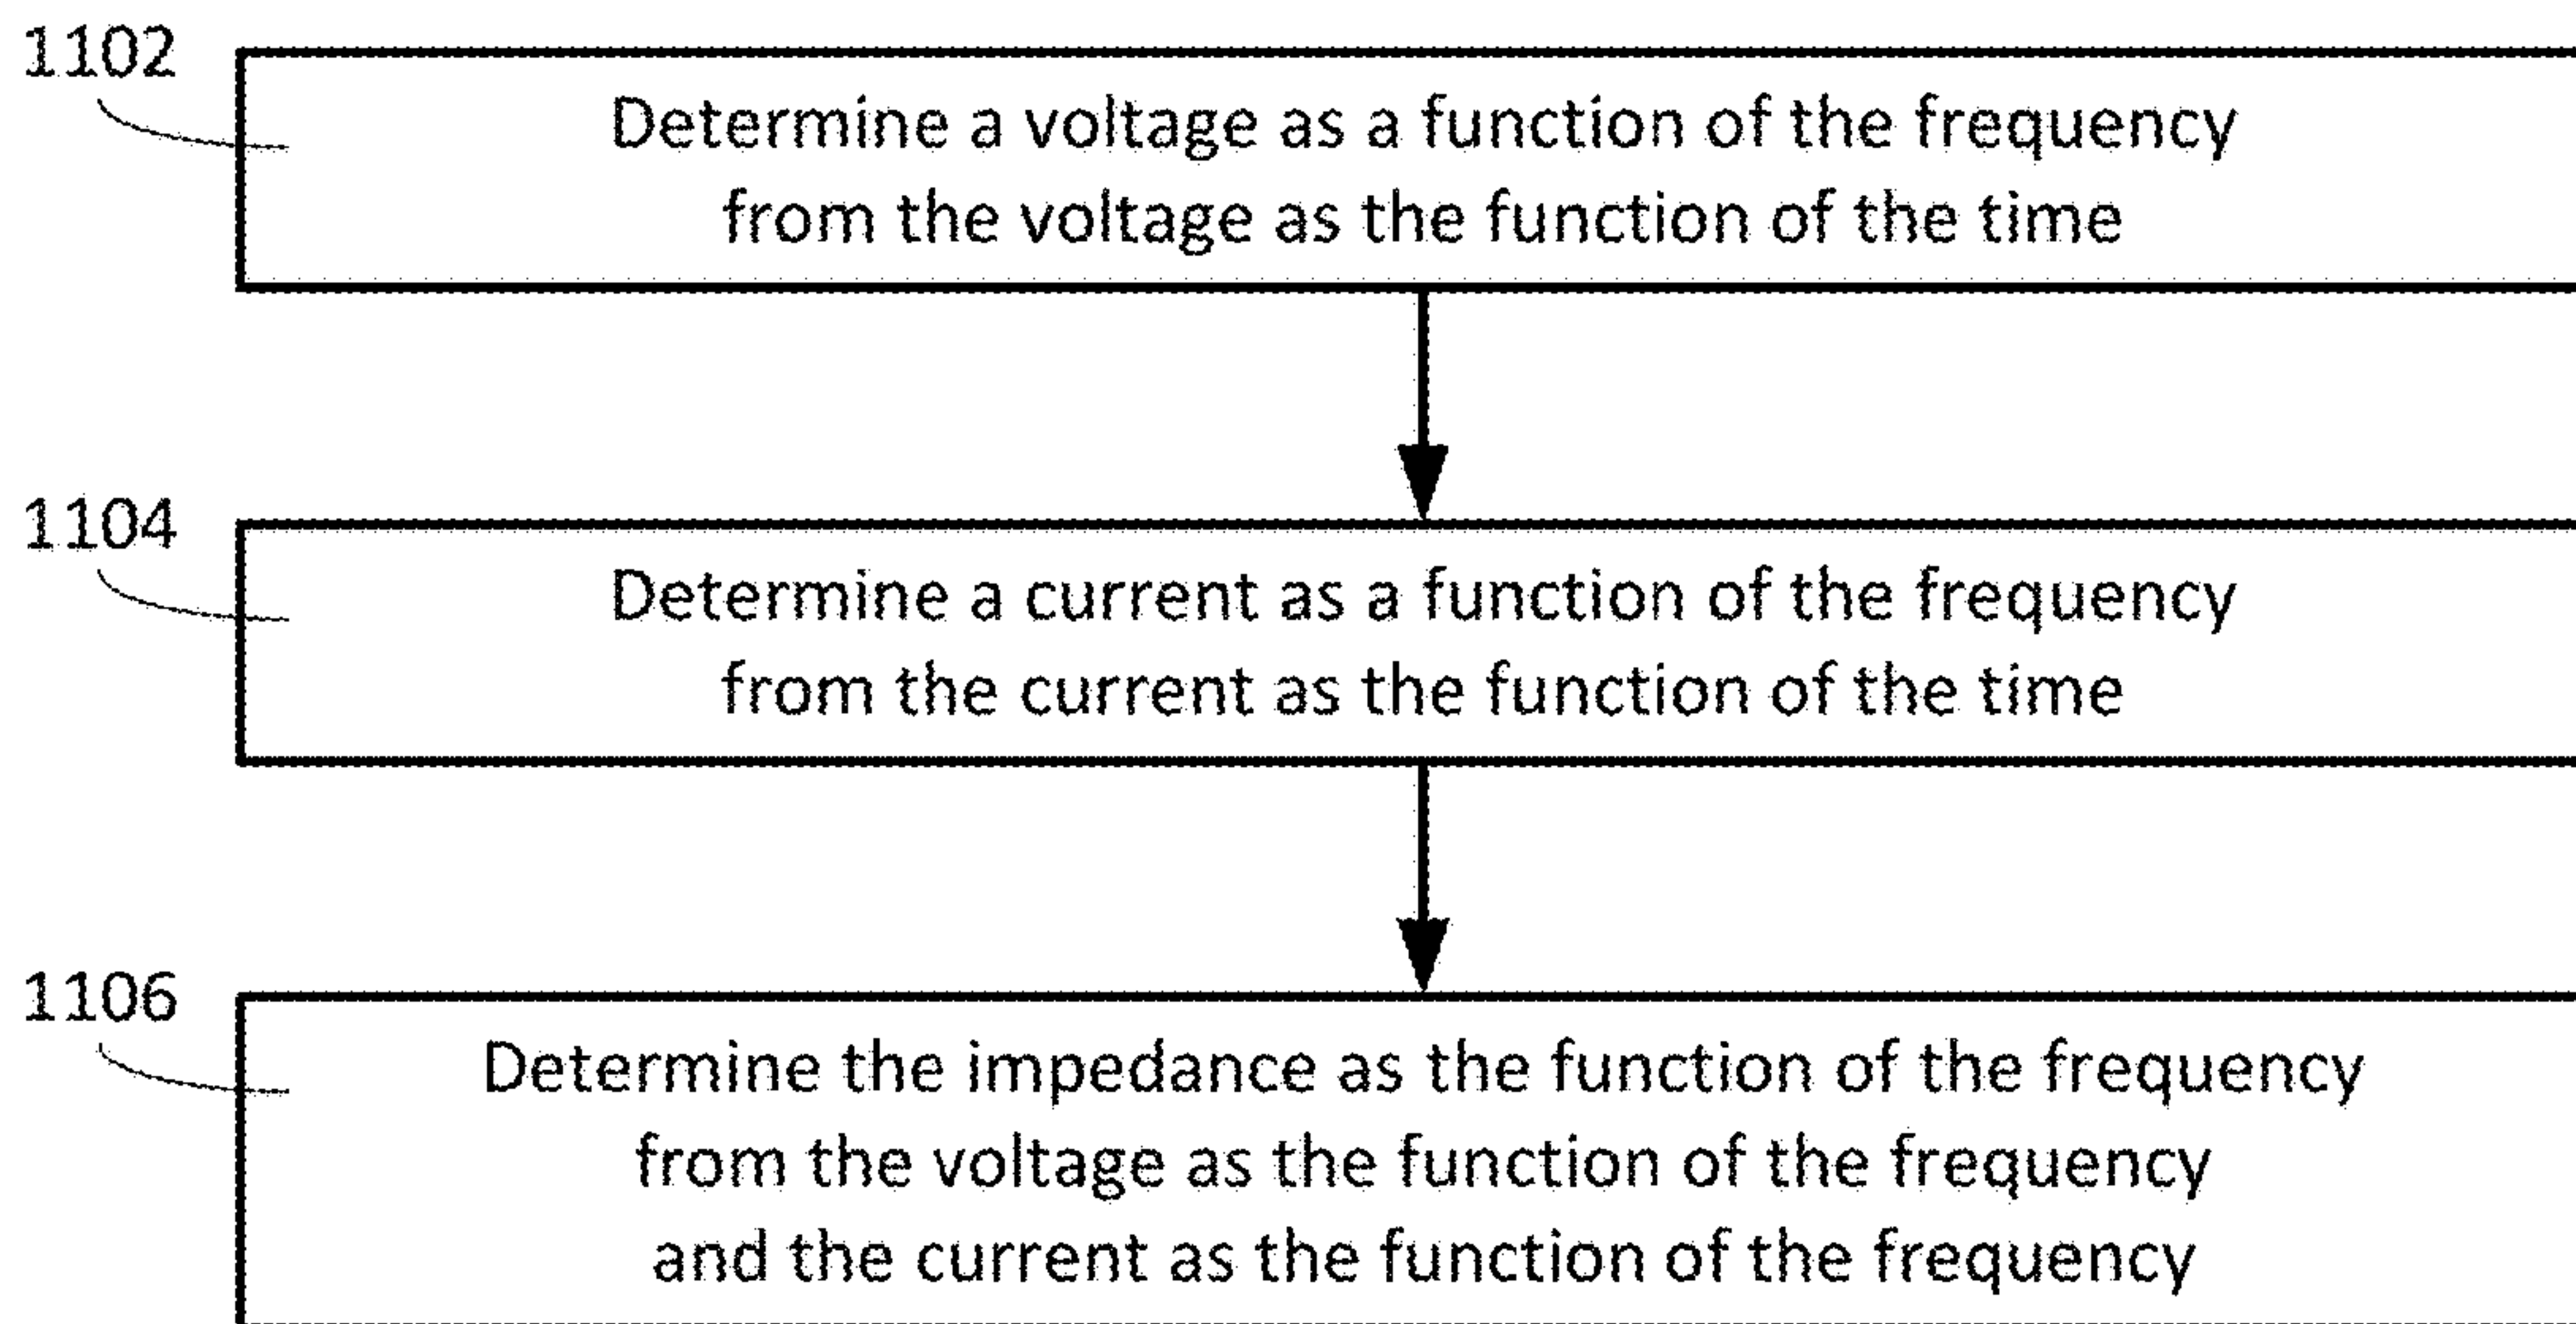 1102
Determine a voltage as a function of the frequency
from the voltage as the function of the time
1104
Determine a current as a function of the frequency
from the current as the function of the time
1106
Determine the impedance as the function of the frequency
from the voltage as the function of the frequency
and the current as the function of the frequency